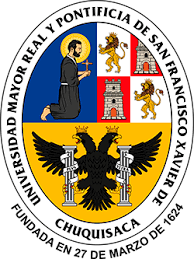 UNIVERSIDAD MAYOR REAL Y PONTIFICIA DE SAN FRANCISCO XAVIER DE
CHUQUISACA
FUNDADA EN 27 DE MARZO DE 1624